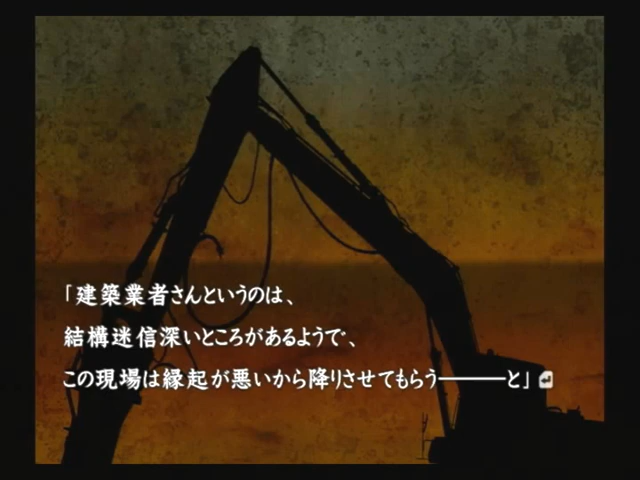 「建築業者さんというのは、
結構迷信深いところがあるようで、
この現場は縁起が悪いから降りさせてもらう―――と」